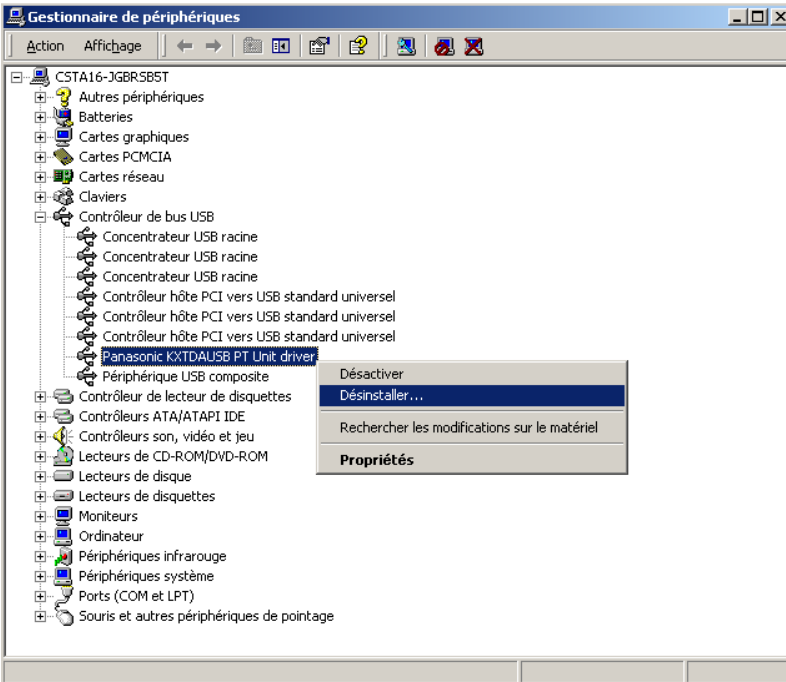 Gestionnaire de périphériques
Action Affichage
CSTA16-JGBRSB5T
Autres périphériques
Batteries
Cartes graphiques
Cartes PCMCIA
Cartes réseau
Claviers
Contrôleur de bus USB
Concentrateur USB racine
Concentrateur USB racine
Concentrateur USB racine
Contrôleur hôte PCI vers USB standard universel
Contrôleur hôte PCI vers USB standard universel
Contrôleur hôte PCI vers USB standard universel
Panasonic KXTDAUSB PT Unit driver
Périphérique USB composite
Contrôleur de lecteur de disquettes
Contrôleurs ATA/ATAPI IDE
Contrôleurs son, vidéo et jeu
Lecteurs de CD-ROM/DVD-ROM
Lecteurs de disque
Lecteurs de disquettes
Moniteurs
Ordinateur
Périphériques infrarouge
Périphériques système
Ports (COM et LPT)
Souris et autres périphériques de pointage
Désactiver
Désinstaller...
Rechercher les modifications sur le matériel
Propriétés